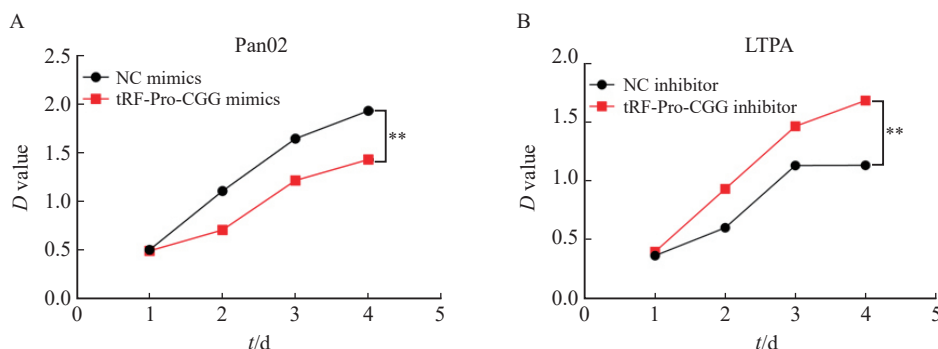 A
Pan02
2.5
2.0
1.5
1.0
0.5
0.0
D value
NC mimics
tRF-Pro-CGG mimics
**
0 1 2 3 4 5
t/d
B
LTPA
2.0
1.5
1.0
0.5
0.0
D value
NC inhibitor
tRF-Pro-CGG inhibitor
**
0 1 2 3 4 5
t/d